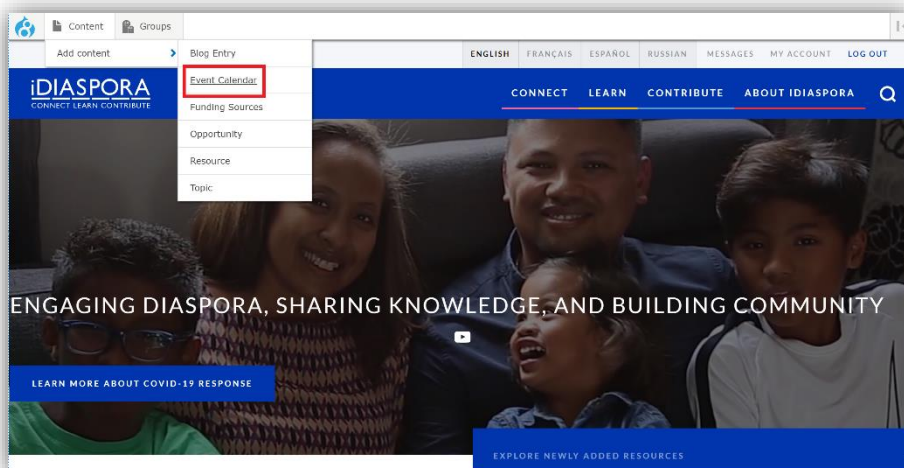 Content Groups
Add content
Blog Entry
Event Calendar
Funding Sources
Opportunity
Resource
Topic
ENGLISH FRANÇAIS ESPAÑOL RUSSIAN MESSAGES MY ACCOUNT LOG OUT
iDIASPORA
CONNECT LEARN CONTRIBUTE
CONNECT LEARN CONTRIBUTE ABOUT IDIASPORA
ENGAGING DIASPORA, SHARING KNOWLEDGE, AND BUILDING COMMUNITY
LEARN MORE ABOUT COVID-19 RESPONSE
EXPLORE NEWLY ADDED RESOURCES